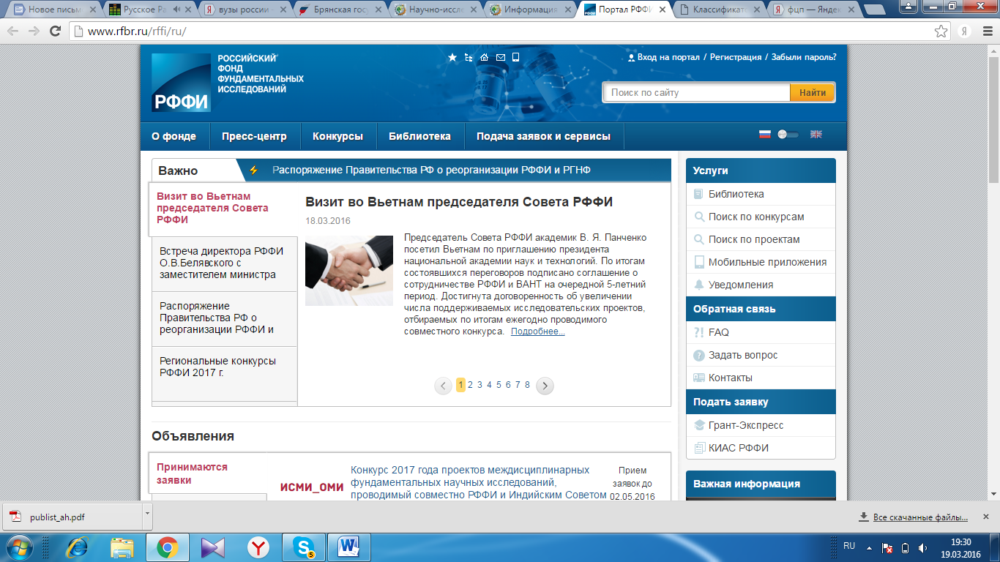 Новое письм
Русское Ра
вузы россии
Брянская гос
Научно-иссл
Информация
Портал РФФИ
Классификат
фцп — Янде
www.rfbr.ru/rffi/ru/
РОССИЙСКИЙ
ФОНД
ФУНДАМЕНТАЛЬНЫХ
ИССЛЕДОВАНИЙ
РФФИ
Вход на портал / Регистрация / Забыли пароль?
Поиск по сайту
Найти
О фонде
Пресс-центр
Конкурсы
Библиотека
Подача заявок и сервисы
Важно
Распоряжение Правительства РФ о реорганизации РФФИ и РГНФ
Визит во Вьетнам
председателя Совета
РФФИ
Встреча директора РФФИ
О.В.Белявского с
заместителем министра
Распоряжение
Правительства РФ о
реорганизации РФФИ и
Региональные конкурсы
РФФИ 2017 г.
Визит во Вьетнам председателя Совета РФФИ
18.03.2016
Председатель Совета РФФИ академик В. Я. Панченко
посетил Вьетнам по приглашению президента
национальной академии наук и технологий. По итогам
состоявшихся переговоров подписано соглашение о
сотрудничестве РФФИ и ВАНТ на очередной 5-летний
период. Достигнута договоренность об увеличении
числа поддерживаемых исследовательских проектов,
отбираемых по итогам ежегодно проводимого
совместного конкурса. Подробнее...
1 2 3 4 5 6 7 8
Услуги
Библиотека
Поиск по конкурсам
Поиск по проектам
Мобильные приложения
Уведомления
Обратная связь
FAQ
Задать вопрос
Контакты
Подать заявку
Грант-Экспресс
КИАС РФФИ
Важная информация
Объявления
Принимаются
заявки
ИСМИ_ОМИ
Конкурс 2017 года проектов междисциплинарных
фундаментальных научных исследований,
проводимый совместно РФФИ и Индийским Советом
Прием
заявок до
02.05.2016
publist_ah.pdf
Все скачанные файлы...
RU
19:30
19.03.2016